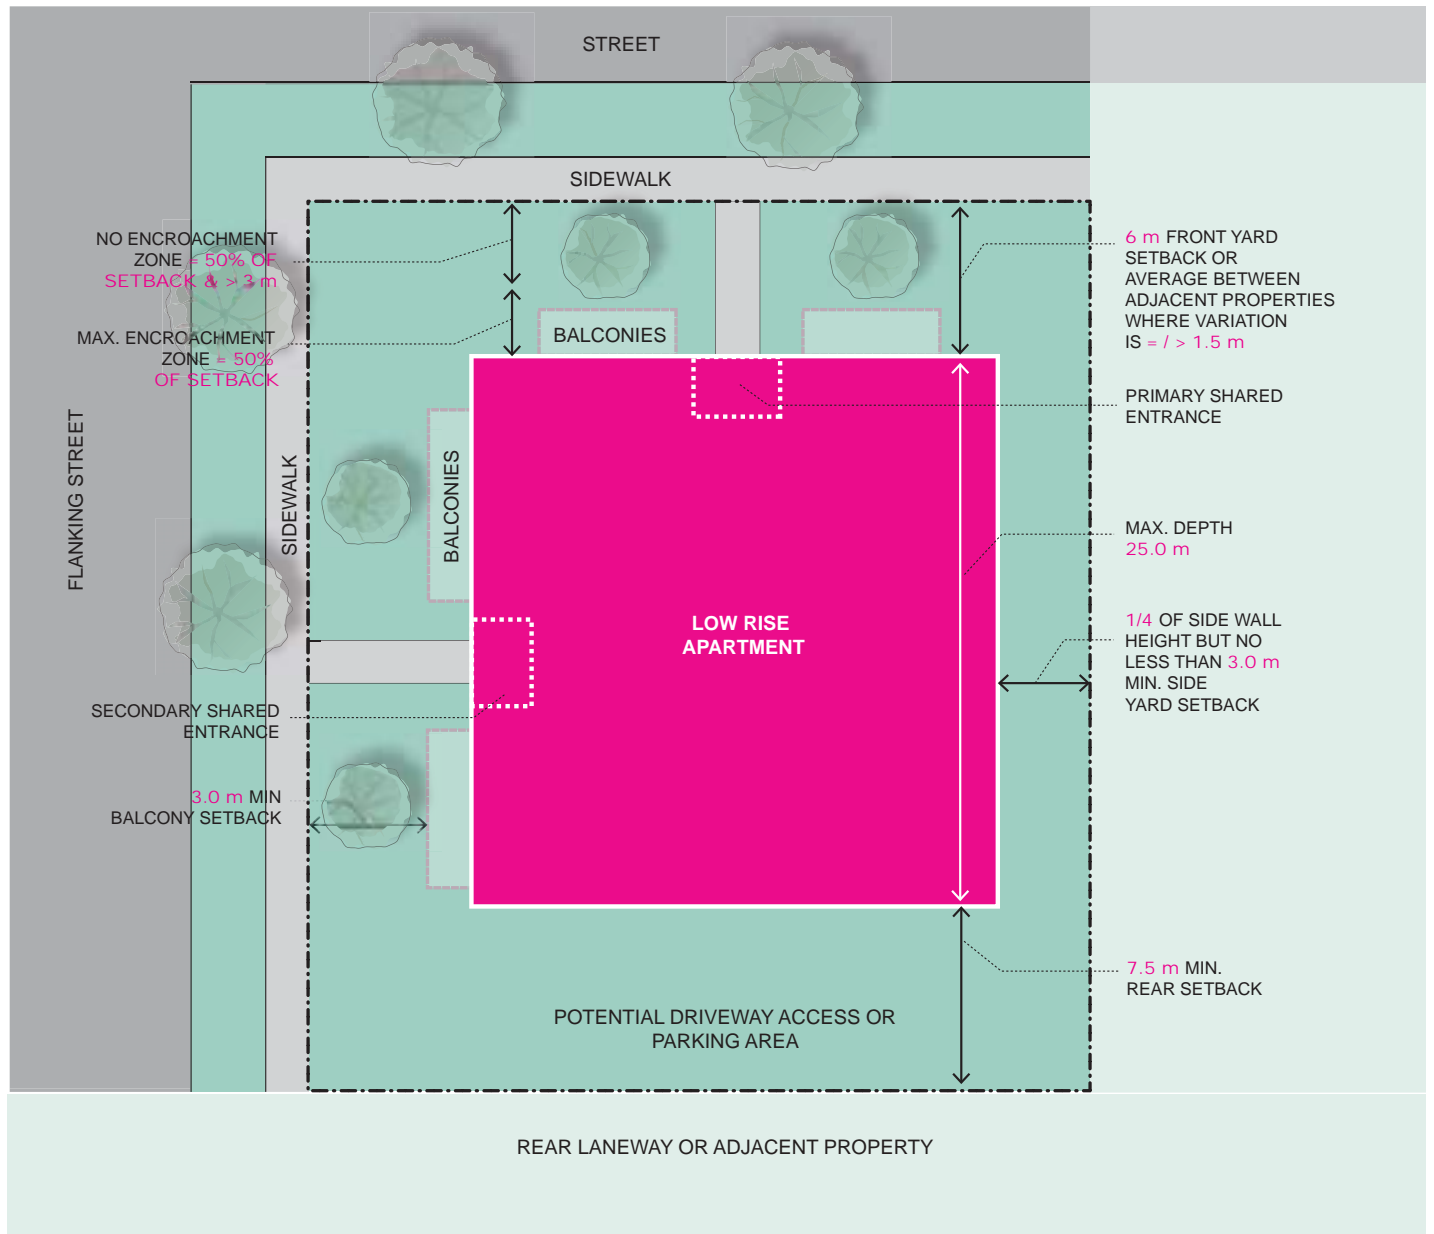 STREET
SIDEWALK
NO ENCROACHMENT
ZONE = 50% OF
SETBACK & > 3 m
MAX. ENCROACHMENT
ZONE = 50%
OF SETBACK
BALCONIES
6 m FRONT YARD
SETBACK OR
AVERAGE BETWEEN
ADJACENT PROPERTIES
WHERE VARIATION
IS = / > 1.5 m
PRIMARY SHARED
ENTRANCE
FLANKING STREET
SIDEWALK
BALCONIES
MAX. DEPTH
25.0 m
LOW RISE
APARTMENT
1/4 OF SIDE WALL
HEIGHT BUT NO
LESS THAN 3.0 m
MIN. SIDE
YARD SETBACK
SECONDARY SHARED
ENTRANCE
3.0 m MIN
BALCONY SETBACK
7.5 m MIN.
REAR SETBACK
POTENTIAL DRIVEWAY ACCESS OR
PARKING AREA
REAR LANEWAY OR ADJACENT PROPERTY